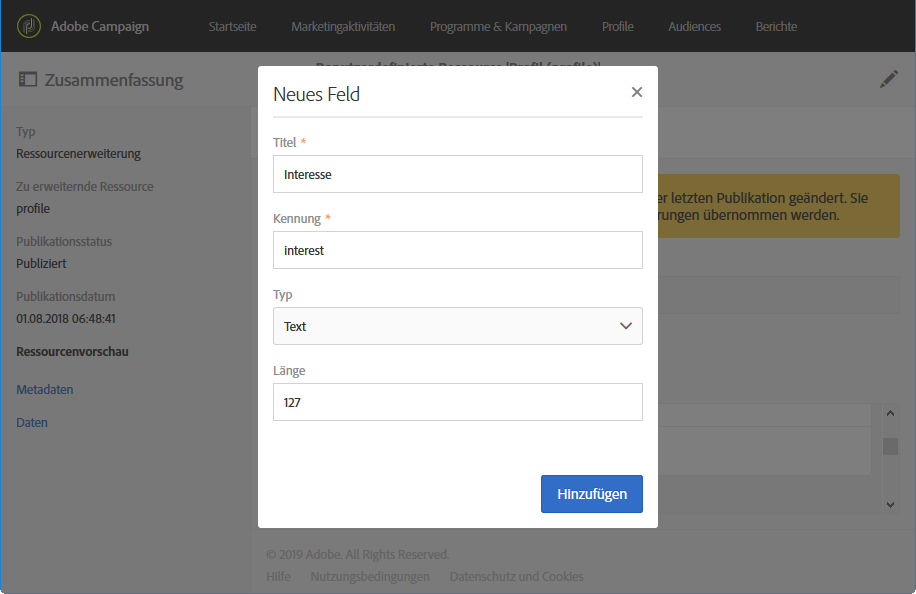 Adobe Campaign Startseite Marketingaktivitäten Programme & Kampagnen Profile Audiences Berichte
Zusammenfassung
Typ
Ressourcenerweiterung
Zu erweiternde Ressource
profile
Publikationsstatus
Publiziert
Publikationsdatum
01.08.2018 06:48:41
Ressourcenvorschau
Metadaten
Daten
Neues Feld
Titel *
Interesse
Kennung *
interest
Typ
Text
Länge
127
Hinzufügen
er letzten Publikation geändert. Sie
rungen übernommen werden.
© 2019 Adobe. All Rights Reserved.
Hilfe Nutzungsbedingungen Datenschutz und Cookies